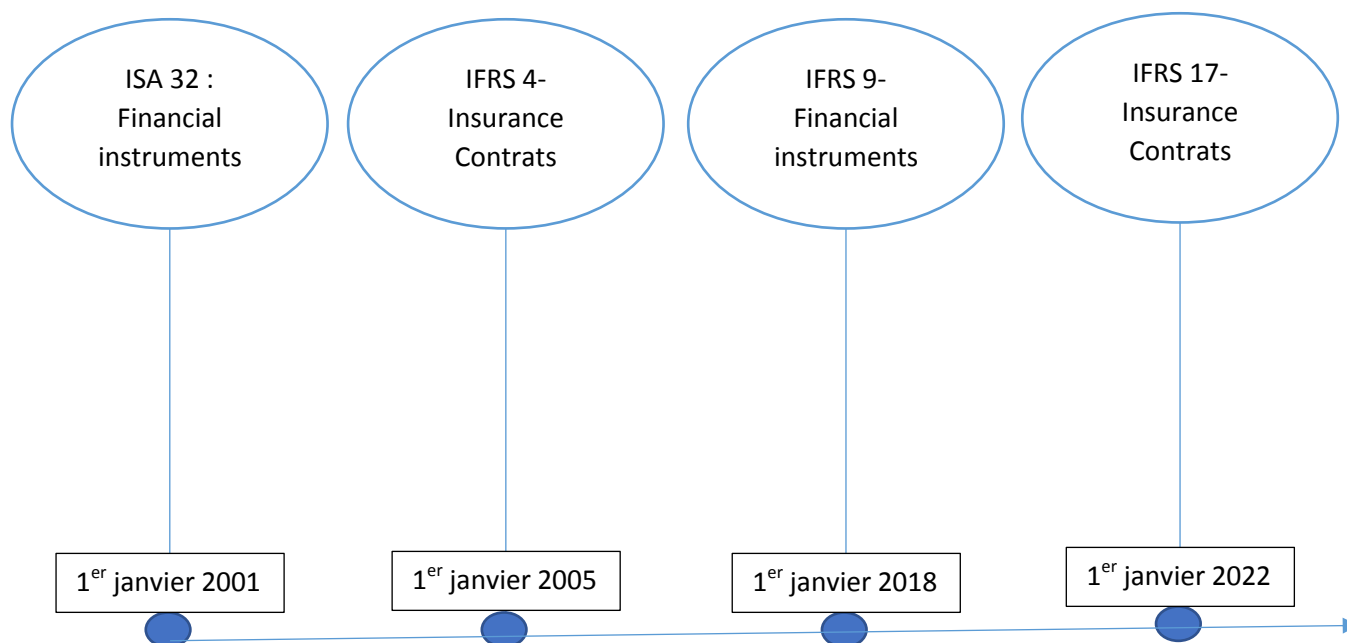 ISA 32 :
Financial
instruments
IFRS 4-
Insurance
Contrats
IFRS 9-
Financial
instruments
IFRS 17-
Insurance
Contrats
1er janvier 2001
1er janvier 2005
1er janvier 2018
1er janvier 2022